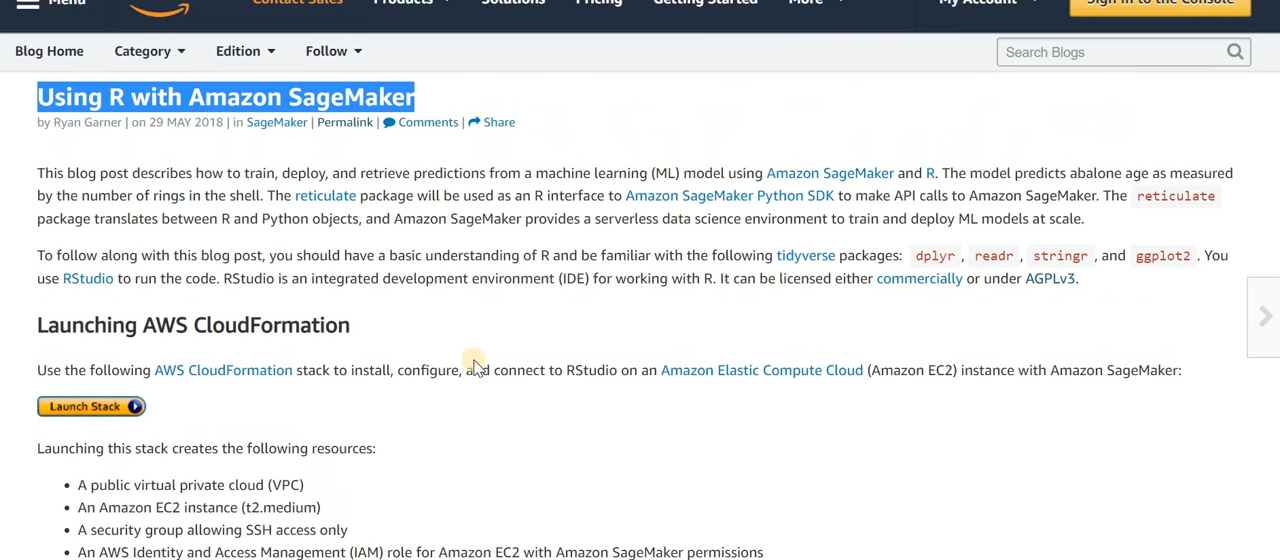 Menu Contact Sales Products Solutions Pricing Getting Started More My Account Sign In to the Console
Blog Home Category Edition Follow Search Blogs
Using R with Amazon SageMaker
by Ryan Garner | on 29 MAY 2018 | in SageMaker | Permalink | Comments | Share
This blog post describes how to train, deploy, and retrieve predictions from a machine learning (ML) model using Amazon SageMaker and R. The model predicts abalone age as measured
by the number of rings in the shell. The reticulate package will be used as an R interface to Amazon SageMaker Python SDK to make API calls to Amazon SageMaker. The reticulate
package translates between R and Python objects, and Amazon SageMaker provides a serverless data science environment to train and deploy ML models at scale.
To follow along with this blog post, you should have a basic understanding of R and be familiar with the following tidyverse packages: dplyr , readr , stringr , and ggplot2 . You
use RStudio to run the code. RStudio is an integrated development environment (IDE) for working with R. It can be licensed either commercially or under AGPLv3.
Launching AWS CloudFormation
Use the following AWS CloudFormation stack to install, configure, and connect to RStudio on an Amazon Elastic Compute Cloud (Amazon EC2) instance with Amazon SageMaker:
Launch Stack
Launching this stack creates the following resources:
• A public virtual private cloud (VPC)
• An Amazon EC2 instance (t2.medium)
• A security group allowing SSH access only
• An AWS Identity and Access Management (IAM) role for Amazon EC2 with Amazon SageMaker permissions